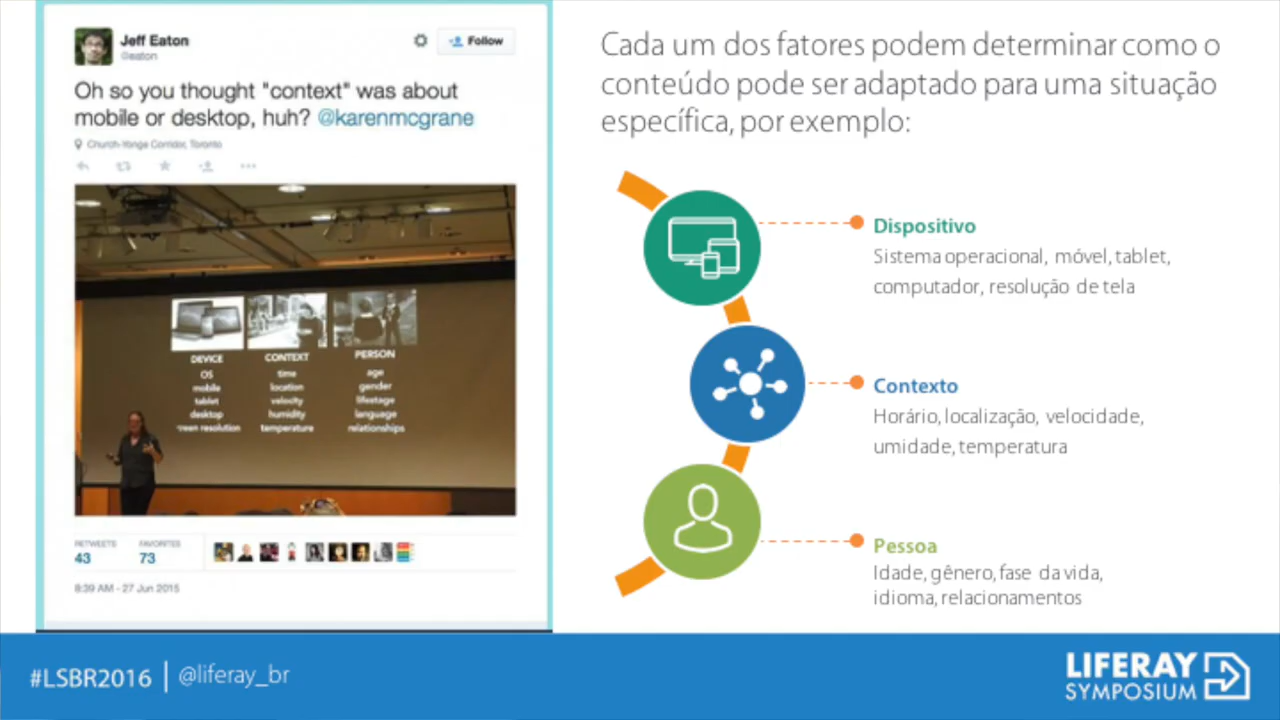 Jeff Eaton
@eaton
Follow
Oh so you thought "context" was about
mobile or desktop, huh? @karenmcgrane
Church-Yonge Corridor, Toronto
DEVICE
OS
mobile
tablet
desktop
screen resolution
CONTEXT
time
location
velocity
humidity
temperature
PERSON
age
gender
lifestage
language
relationships
RETWEETS
43
FAVORITES
73
8:39 AM - 27 Jun 2015
Cada um dos fatores podem determinar como o
conteúdo pode ser adaptado para uma situação
específica, por exemplo:
Dispositivo
Sistema operacional, móvel, tablet,
computador, resolução de tela
Contexto
Horário, localização, velocidade,
umidade, temperatura
Pessoa
Idade, gênero, fase da vida,
idioma, relacionamentos
#LSBR2016
@liferay_br
LIFERAY
SYMPOSIUM